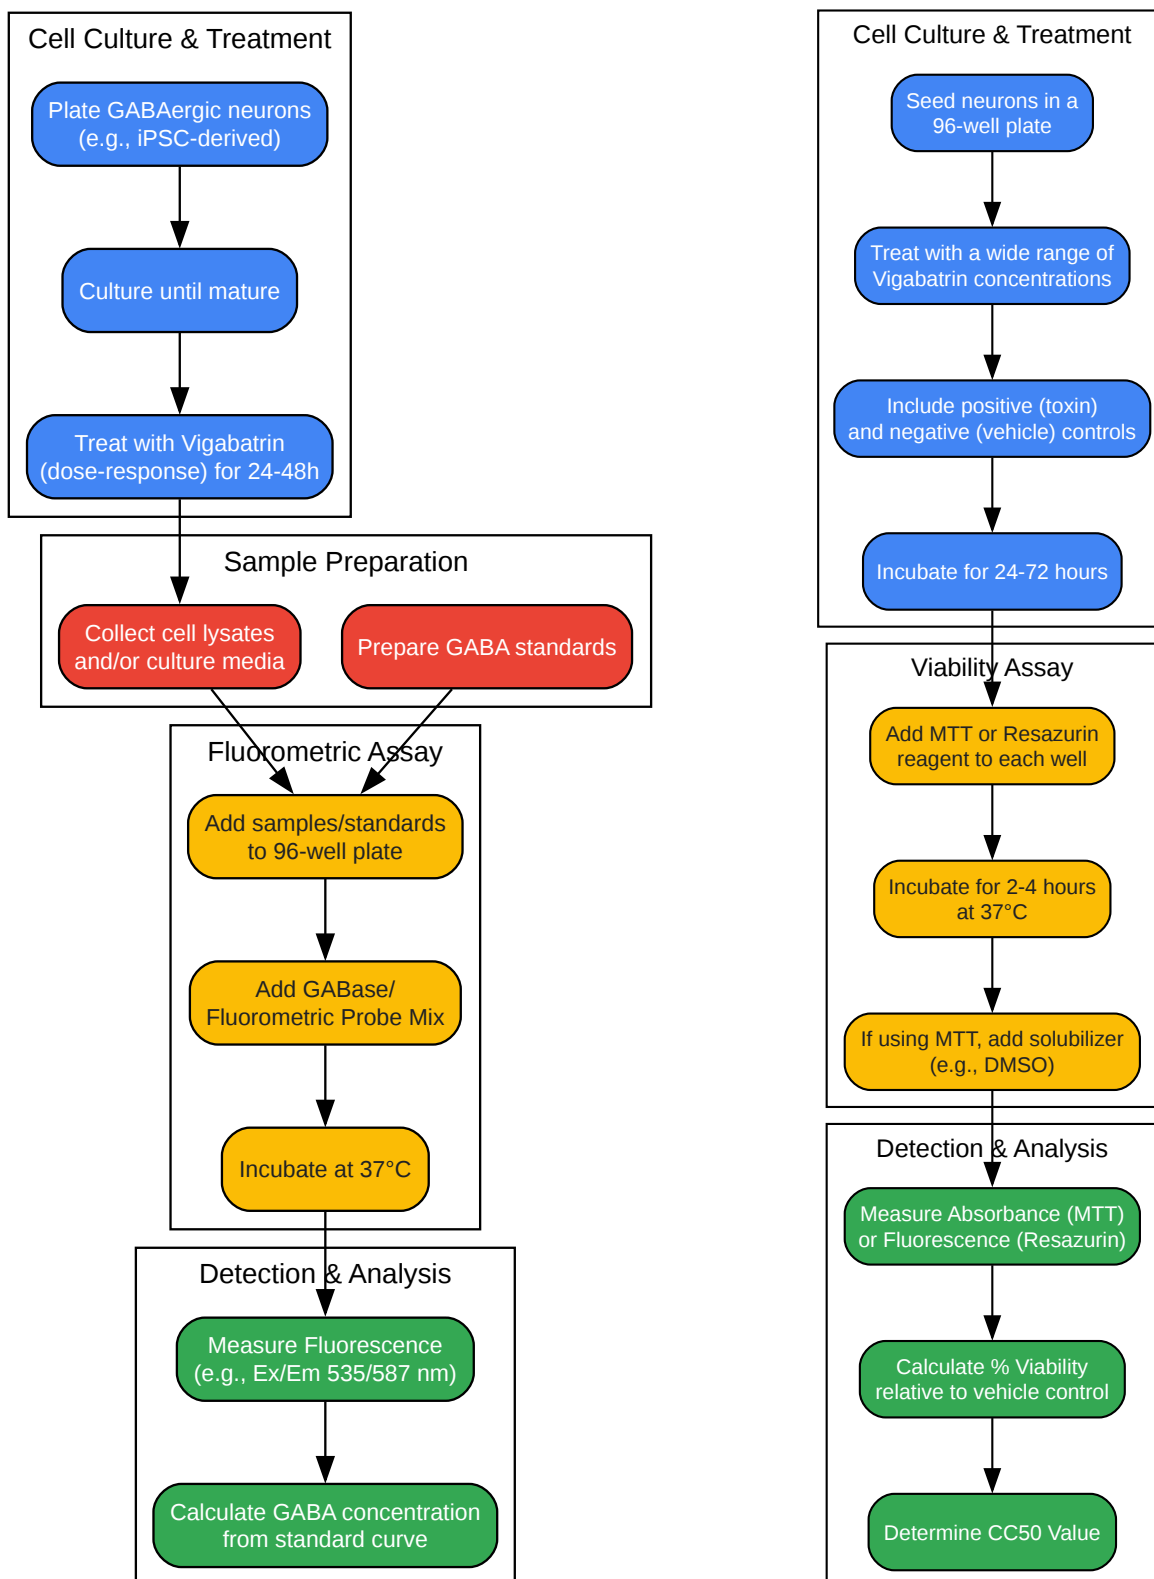 Cell Culture & Treatment
Plate GABAergic neurons
(e.g., iPSC-derived)
Culture until mature
Treat with Vigabatrin
(dose-response) for 24-48h
Sample Preparation
Collect cell lysates
and/or culture media
Prepare GABA standards
Fluorometric Assay
Add samples/standards
to 96-well plate
Add GABase/
Fluorometric Probe Mix
Incubate at 37°C
Detection & Analysis
Measure Fluorescence
(e.g., Ex/Em 535/587 nm)
Calculate GABA concentration
from standard curve
Cell Culture & Treatment
Seed neurons in a
96-well plate
Treat with a wide range of
Vigabatrin concentrations
Include positive (toxin)
and negative (vehicle) controls
Incubate for 24-72 hours
Viability Assay
Add MTT or Resazurin
reagent to each well
Incubate for 2-4 hours
at 37°C
If using MTT, add solubilizer
(e.g., DMSO)
Detection & Analysis
Measure Absorbance (MTT)
or Fluorescence (Resazurin)
Calculate % Viability
relative to vehicle control
Determine CC50 Value